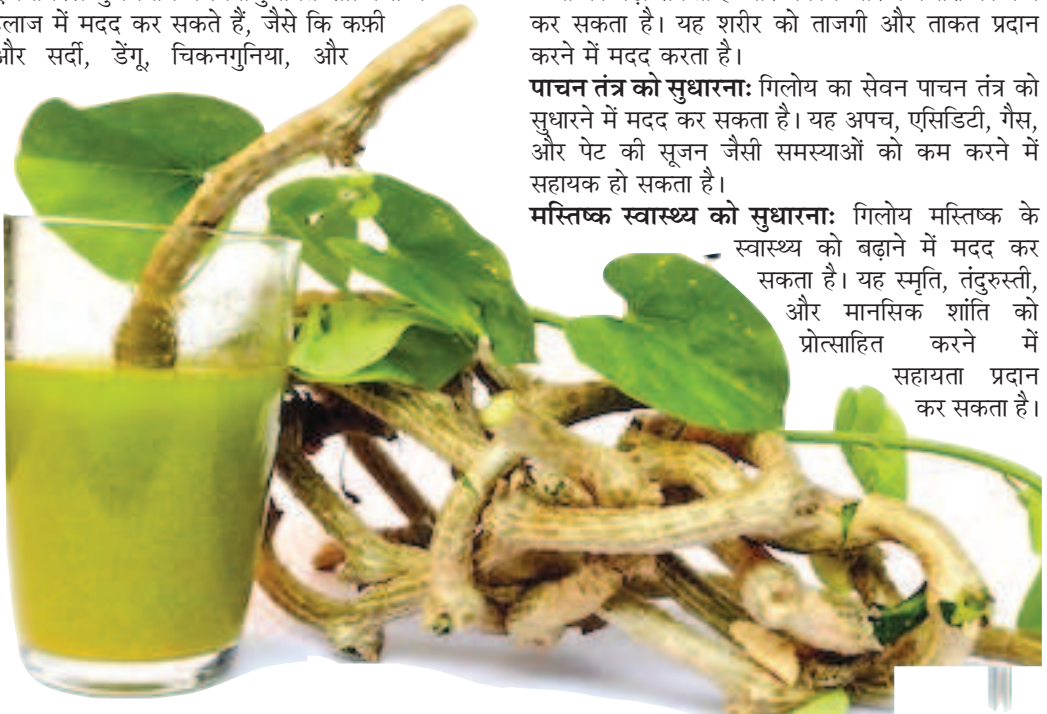 इलाज में मदद कर सकते हैं, जैसे कि कफ़ी
और सर्दी, डेंगू, चिकनगुनिया, और
कर सकता है। यह शरीर को ताजगी और ताकत प्रदान
करने में मदद करता है।
पाचन तंत्र को सुधारनाः गिलोय का सेवन पाचन तंत्र को
सुधारने में मदद कर सकता है। यह अपच, एसिडिटी, गैस,
और पेट की सूजन जैसी समस्याओं को कम करने में
सहायक हो सकता है।
मस्तिष्क स्वास्थ्य को सुधारनाः गिलोय मस्तिष्क के
स्वास्थ्य को बढ़ाने में मदद कर
सकता है। यह स्मृति, तंदुरुस्ती,
और मानसिक शांति को
प्रोत्साहित करने में
सहायता प्रदान
कर सकता है।